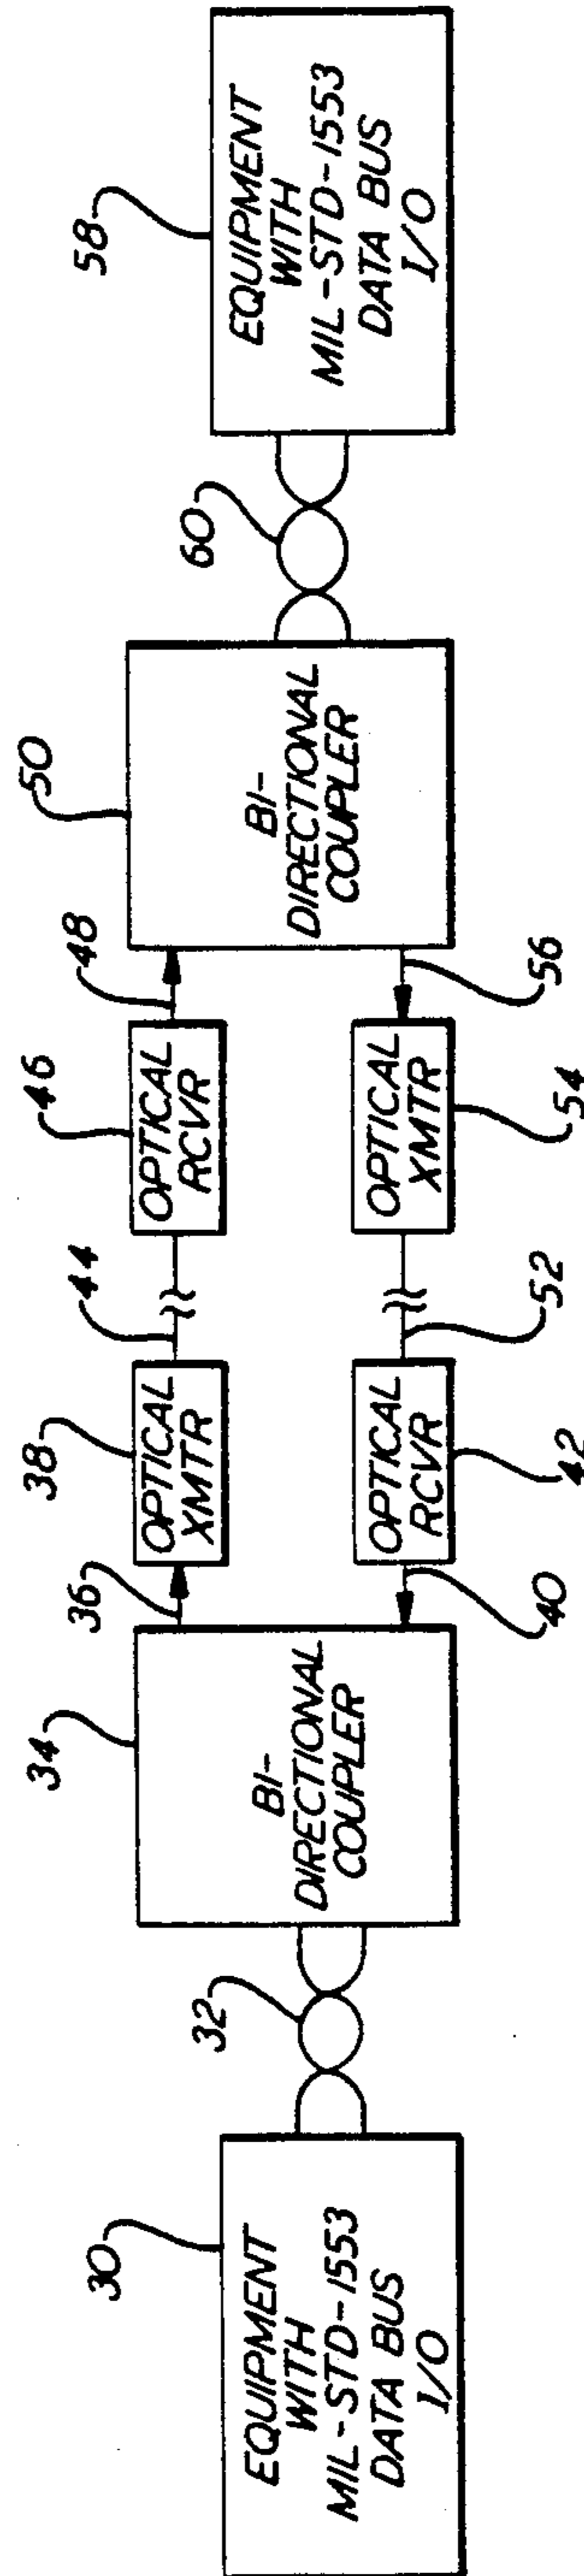 30
EQUIPMENT
WITH
MIL-STD-1553
DATA BUS
I/O
32
34
BI-
DIRECTIONAL
COUPLER
36
38
OPTICAL
XMTR
40
OPTICAL
RCVR
42
44
52
46
OPTICAL
RCVR
48
OPTICAL
XMTR
54
56
50
BI-
DIRECTIONAL
COUPLER
60
58
EQUIPMENT
WITH
MIL-STD-1553
DATA BUS
I/O